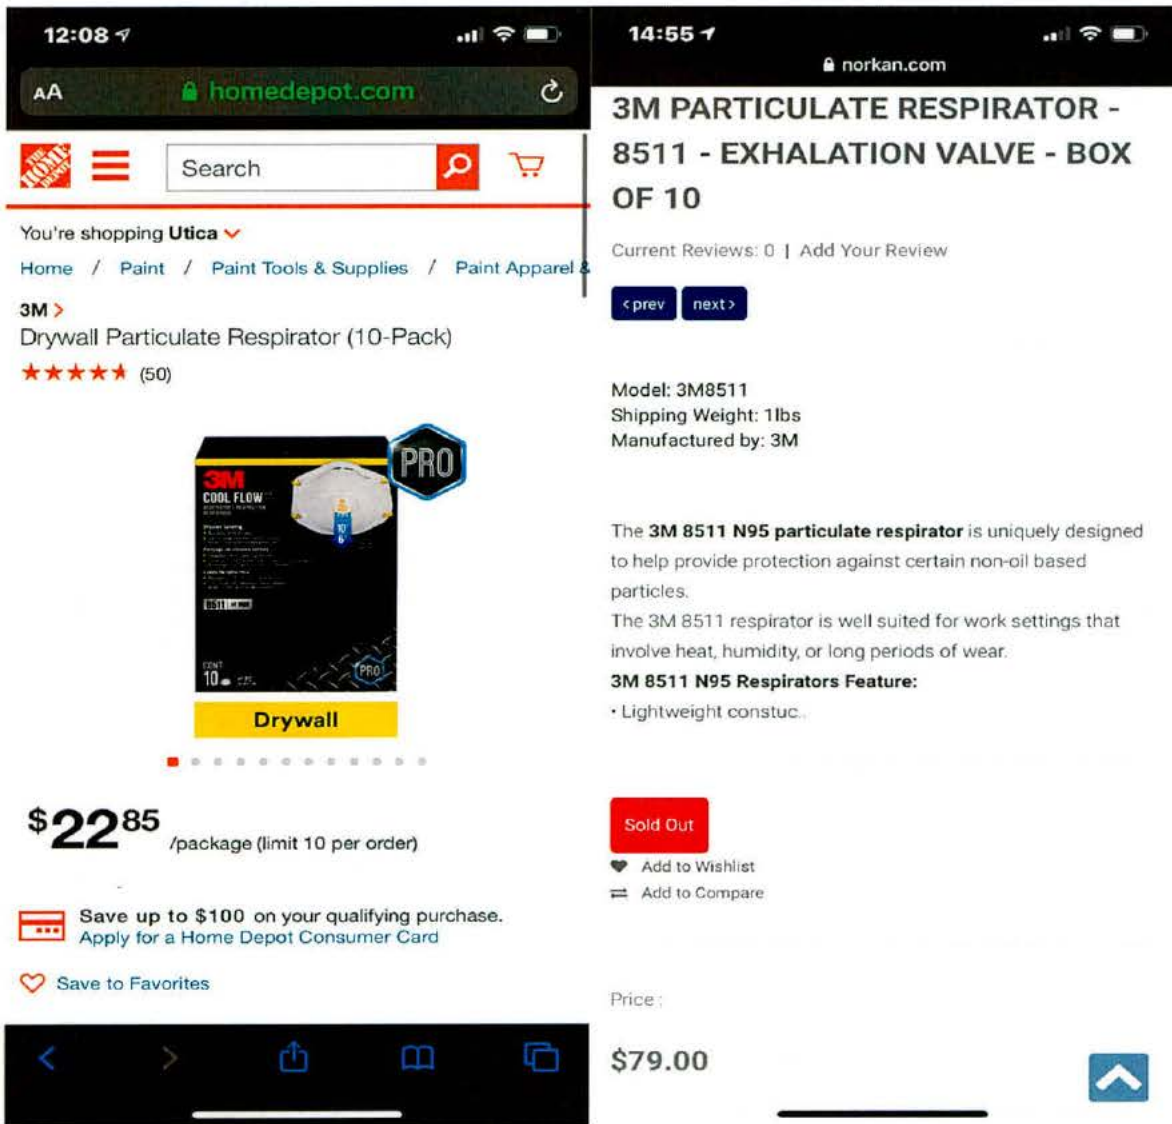 12:08
AA homedepot.com
THE HOME DEPOT
Search
You're shopping Utica
Home / Paint / Paint Tools & Supplies / Paint Apparel &
3M >
Drywall Particulate Respirator (10-Pack)
(50)
PRO
3M
COOL FLOW
10
8511
CONT
10
PRO
Drywall
$22 85 /package (limit 10 per order)
Save up to $100 on your qualifying purchase.
Apply for a Home Depot Consumer Card
Save to Favorites
14:55
norkan.com
3M PARTICULATE RESPIRATOR -
8511 - EXHALATION VALVE - BOX
OF 10
Current Reviews: 0 | Add Your Review
< prev next >
Model: 3M8511
Shipping Weight: 1lbs
Manufactured by: 3M
The 3M 8511 N95 particulate respirator is uniquely designed
to help provide protection against certain non-oil based
particles.
The 3M 8511 respirator is well suited for work settings that
involve heat, humidity, or long periods of wear.
3M 8511 N95 Respirators Feature:
• Lightweight constuc..
Sold Out
Add to Wishlist
Add to Compare
Price :
$79.00